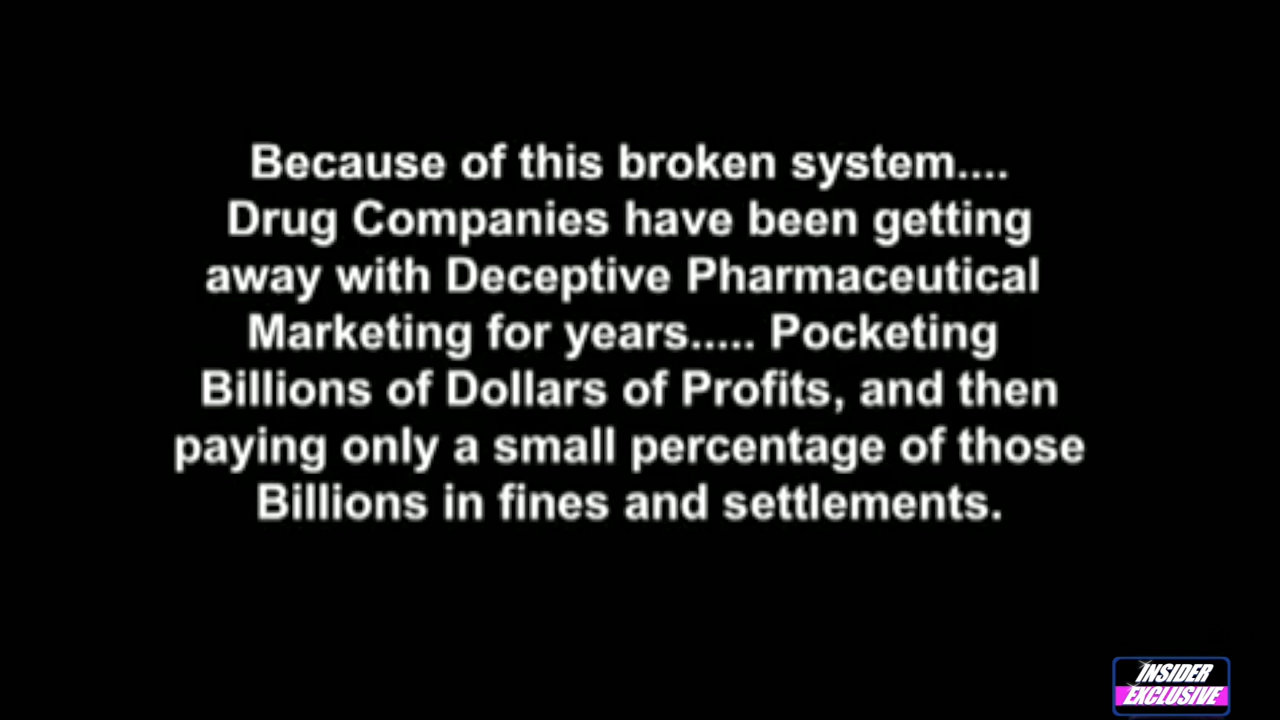 Because of this broken system....
Drug Companies have been getting
away with Deceptive Pharmaceutical
Marketing for years..... Pocketing
Billions of Dollars of Profits, and then
paying only a small percentage of those
Billions in fines and settlements.
INSIDER
EXCLUSIVE